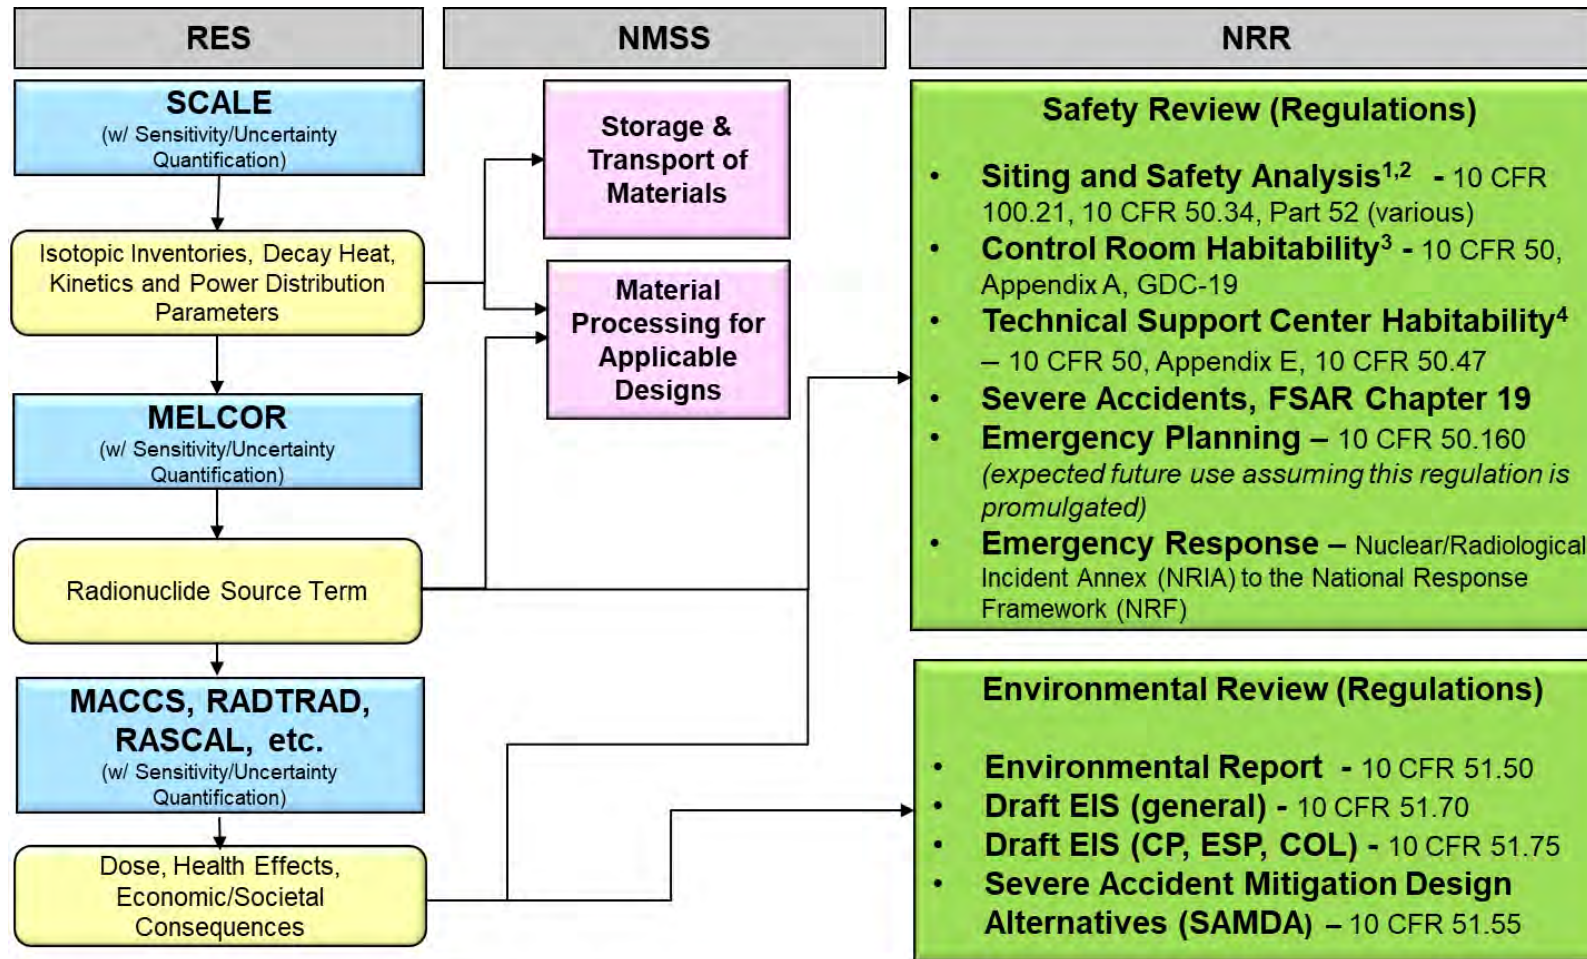 RES
NMSS
NRR
SCALE
(w/ Sensitivity/Uncertainty
Quantification)
Isotopic Inventories, Decay Heat,
Kinetics and Power Distribution
Parameters
MELCOR
(w/ Sensitivity/Uncertainty
Quantification)
Radionuclide Source Term
MACCS, RADTRAD,
RASCAL, etc.
(w/ Sensitivity/Uncertainty
Quantification)
Dose, Health Effects,
Economic/Societal
Consequences
Storage &
Transport of
Materials
Material
Processing for
Applicable
Designs
Safety Review (Regulations)
• Siting and Safety Analysis1,2 - 10 CFR
100.21, 10 CFR 50.34, Part 52 (various)
• Control Room Habitability3 - 10 CFR 50,
Appendix A, GDC-19
• Technical Support Center Habitability4
– 10 CFR 50, Appendix E, 10 CFR 50.47
• Severe Accidents, FSAR Chapter 19
• Emergency Planning – 10 CFR 50.160
(expected future use assuming this regulation is
promulgated)
• Emergency Response – Nuclear/Radiological
Incident Annex (NRIA) to the National Response
Framework (NRF)
Environmental Review (Regulations)
• Environmental Report - 10 CFR 51.50
• Draft EIS (general) - 10 CFR 51.70
• Draft EIS (CP, ESP, COL) - 10 CFR 51.75
• Severe Accident Mitigation Design
Alternatives (SAMDA) – 10 CFR 51.55